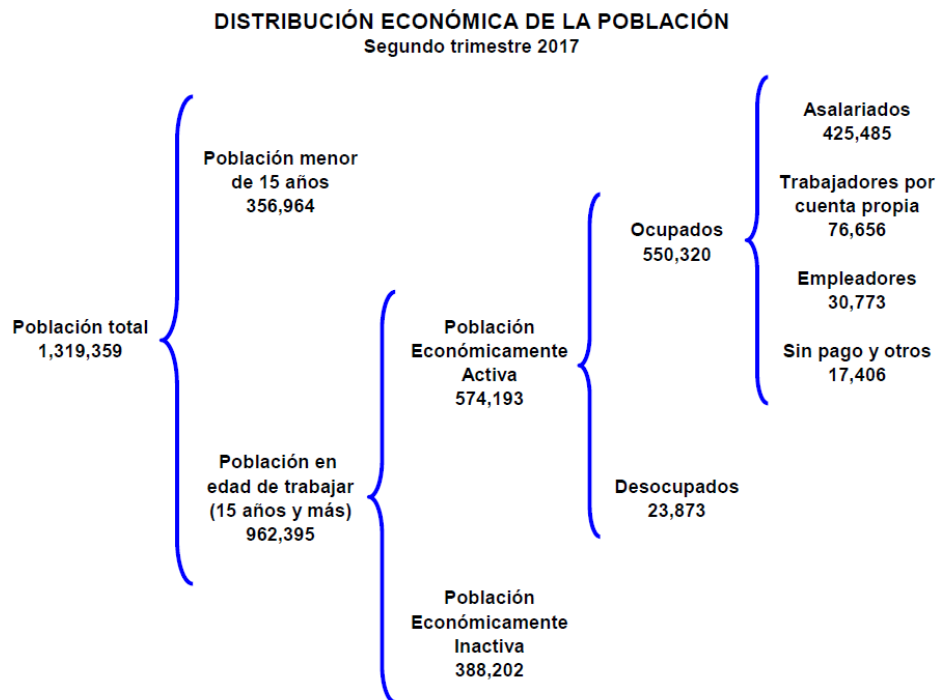 DISTRIBUCIÓN ECONÓMICA DE LA POBLACIÓN
Segundo trimestre 2017
Población total
1,319,359
Población menor
de 15 años
356,964
Población en
edad de trabajar
(15 años y más)
962,395
Población
Económicamente
Activa
574,193
Población
Económicamente
Inactiva
388,202
Ocupados
550,320
Desocupados
23,873
Asalariados
425,485
Trabajadores por
cuenta propia
76,656
Empleadores
30,773
Sin pago y otros
17,406